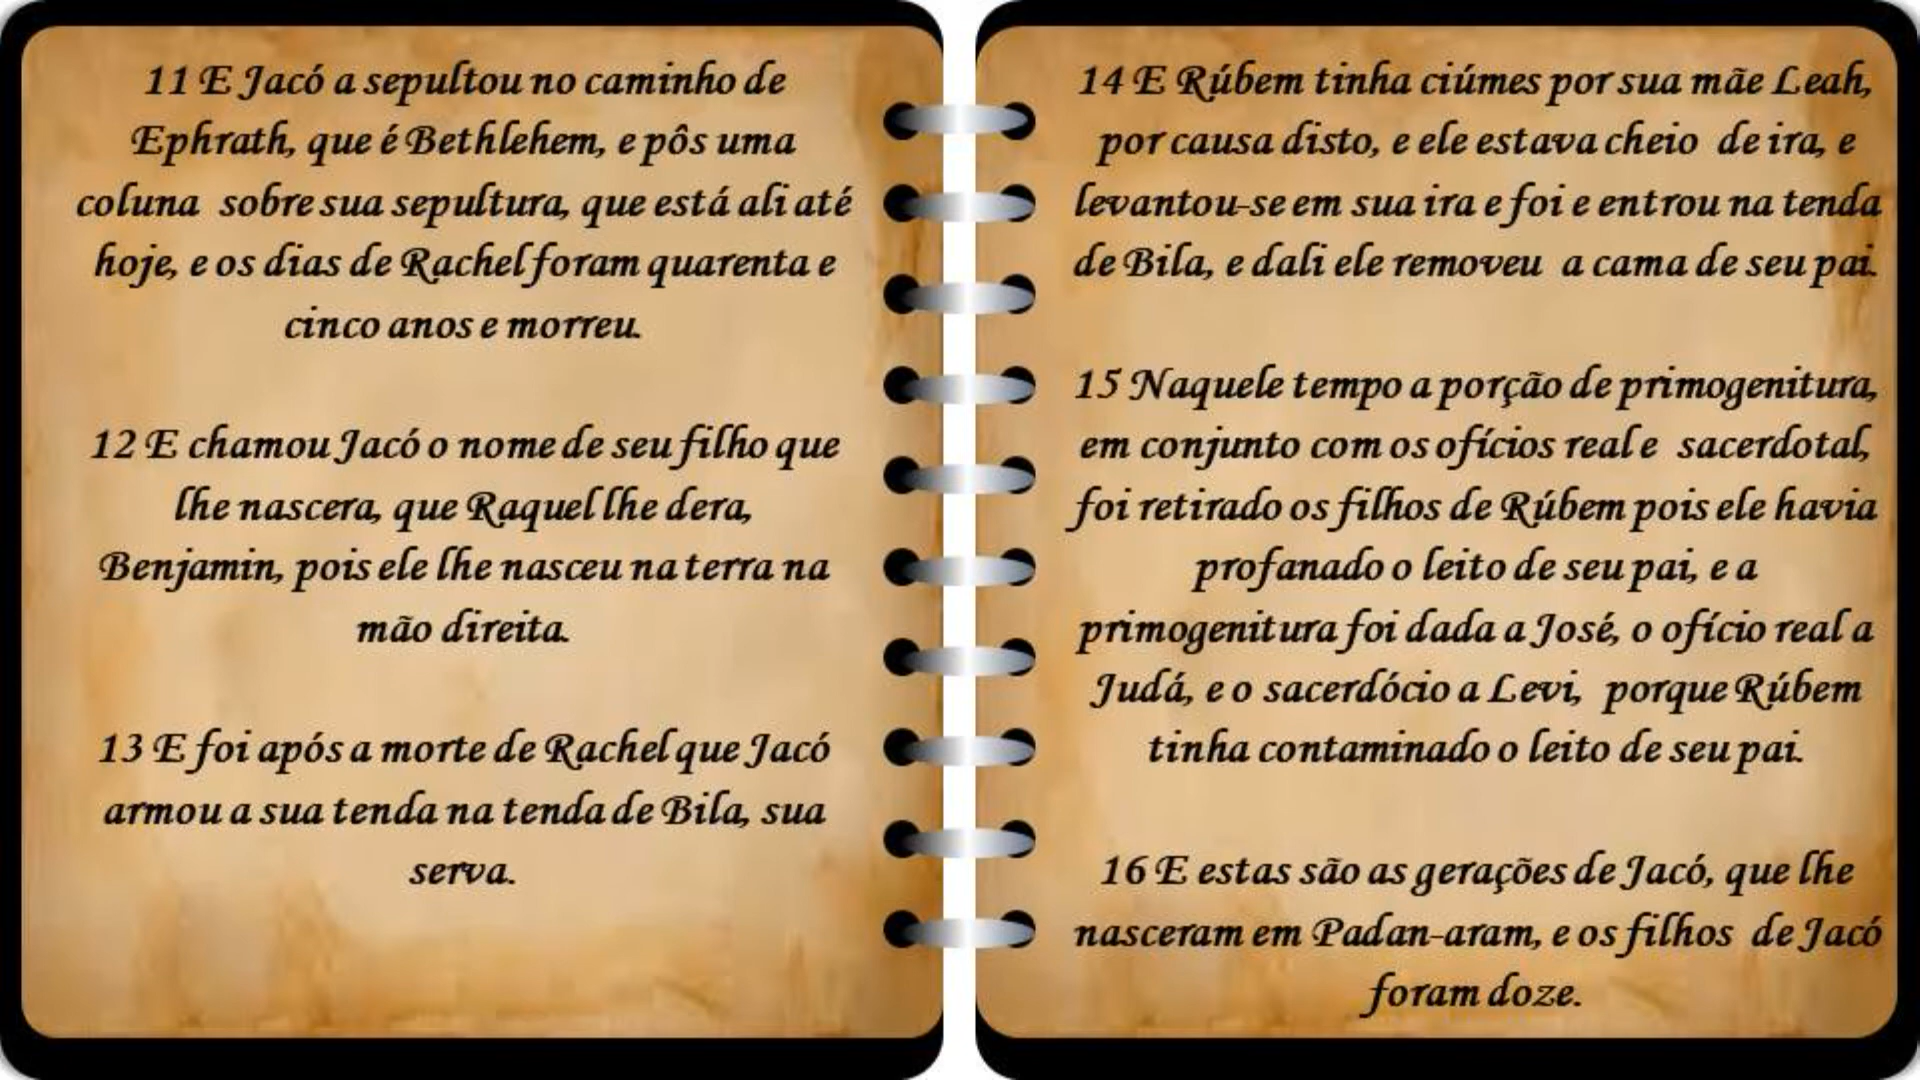 11 E Jacó a sepultou no caminho de
Ephrath, que é Bethlehem, e pôs uma
coluna sobre sua sepultura, que está ali até
hoje, e os dias de Rachel foram quarenta e
cinco anos e morreu.
12 E chamou Jacó o nome de seu filho que
lhe nascera, que Raquel lhe dera,
Benjamin, pois ele lhe nasceu na terra na
mão direita.
13 E foi após a morte de Rachel que Jacó
armou a sua tenda na tenda de Bila, sua
serva.
14 E Rúbem tinha ciúmes por sua mãe Leah,
por causa disto, e ele estava cheio de ira, e
levantou-se em sua ira e foi e entrou na tenda
de Bila, e dali ele removeu a cama de seu pai.
15 Naquele tempo a porção de primogenitura,
em conjunto com os ofícios real e sacerdotal,
foi retirado os filhos de Rúbem pois ele havia
profanado o leito de seu pai, e a
primogenitura foi dada a José, o ofício real a
Judá, e o sacerdócio a Levi, porque Rúbem
tinha contaminado o leito de seu pai.
16 E estas são as gerações de Jacó, que lhe
nasceram em Padan-aram, e os filhos de Jacó
foram doze.